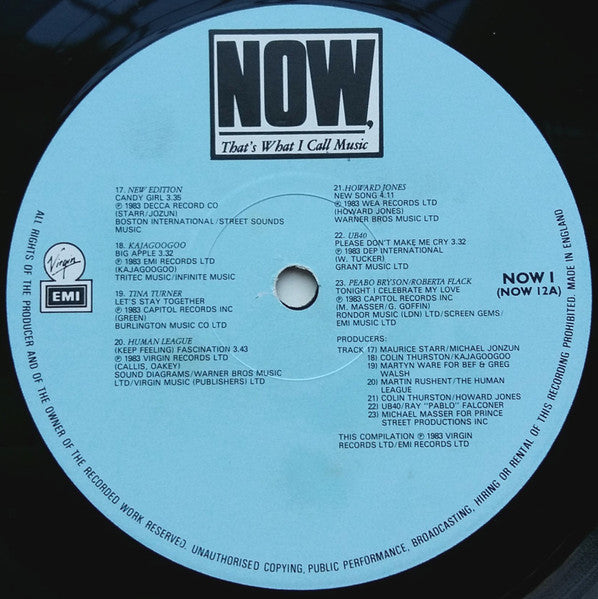 NOW,
That's What I Call Music
17. NEW EDITION
CANDY GIRL 3.35
℗ 1983 DECCA RECORD CO
(STARR/JOZUN)
BOSTON INTERNATIONAL/STREET SOUNDS
MUSIC
18. KAJAGOOGOO
BIG APPLE 3.32
℗ 1983 EMI RECORDS LTD
(KAJAGOOGOO)
TRITEC MUSIC/INFINITE MUSIC
19. TINA TURNER
LET'S STAY TOGETHER
℗ 1983 CAPITOL RECORDS INC
(GREEN)
BURLINGTON MUSIC CO LTD
20. HUMAN LEAGUE
(KEEP FEELING) FASCINATION 3.43
℗ 1983 VIRGIN RECORDS LTD
(CALLIS, OAKEY)
SOUND DIAGRAMS/WARNER BROS MUSIC
LTD/VIRGIN MUSIC (PUBLISHERS) LTD
21. HOWARD JONES
NEW SONG 4.11
℗ 1983 WEA RECORDS LTD
(HOWARD JONES)
WARNER BROS MUSIC LTD
22. UB40
PLEASE DON'T MAKE ME CRY 3.32
℗ 1983 DEP INTERNATIONAL
(W. TUCKER)
GRANT MUSIC LTD
23. PEABO BRYSON/ROBERTA FLACK
TONIGHT I CELEBRATE MY LOVE
℗ 1983 CAPITOL RECORDS INC
(M. MASSER/G. GOFFIN)
RONDOR MUSIC (LDN) LTD/SCREEN GEMS/
EMI MUSIC LTD
PRODUCERS:
TRACK 17) MAURICE STARR/MICHAEL JONZUN
18) COLIN THURSTON/KAJAGOOGOO
19) MARTYN WARE FOR BEF & GREG
WALSH
20) MARTIN RUSHENT/THE HUMAN
LEAGUE
21) COLIN THURSTON/HOWARD JONES
22) UB40/RAY "PABLO" FALCONER
23) MICHAEL MASSER FOR PRINCE
STREET PRODUCTIONS INC
THIS COMPILATION ℗ 1983 VIRGIN
RECORDS LTD/EMI RECORDS LTD
Virgin
EMI
NOW 1
(NOW 12A)
ALL RIGHTS OF THE PRODUCER AND OF THE OWNER OF THE RECORDED WORK RESERVED. UNAUTHORISED COPYING, PUBLIC PERFORMANCE, BROADCASTING, HIRING OR RENTAL OF THIS RECORDING PROHIBITED. MADE IN ENGLAND